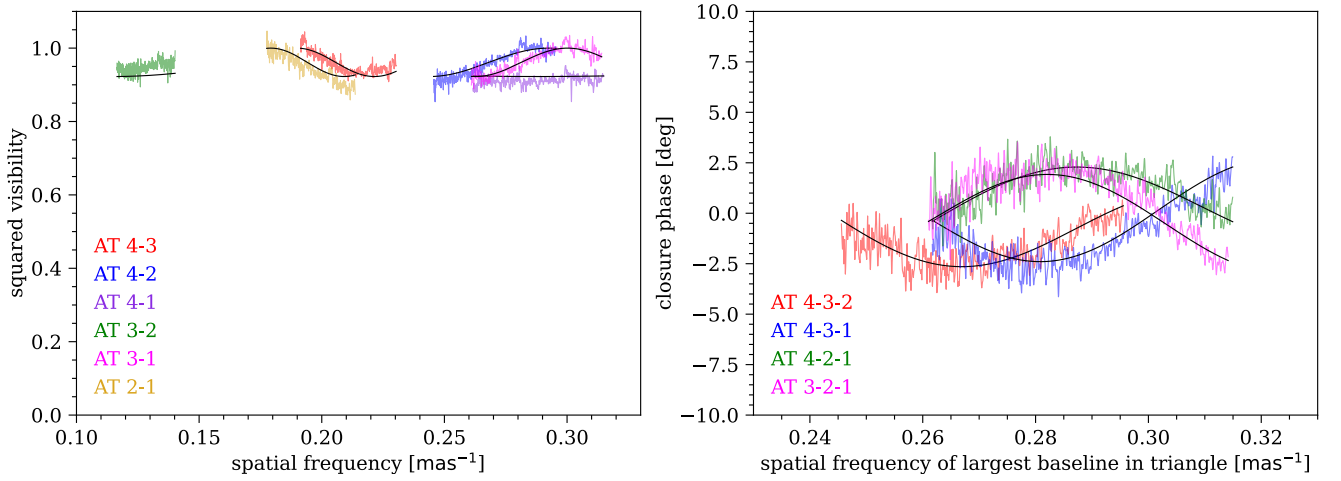 1.0
0.8
0.6
0.4
0.2
0.0
squared visibility
AT 4-3
AT 4-2
AT 4-1
AT 3-2
AT 3-1
AT 2-1
0.10 0.15 0.20 0.25 0.30
spatial frequency [mas⁻¹]
10.0
7.5
5.0
2.5
0.0
−2.5
−5.0
−7.5
−10.0
closure phase [deg]
AT 4-3-2
AT 4-3-1
AT 4-2-1
AT 3-2-1
0.24 0.26 0.28 0.30 0.32
spatial frequency of largest baseline in triangle [mas⁻¹]